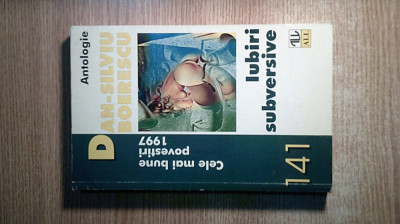 Antologie
DAN-SILVIU
BOERESCU
Iubiri
subversive
ALL
Cele mai bune
povestiri
1997
141